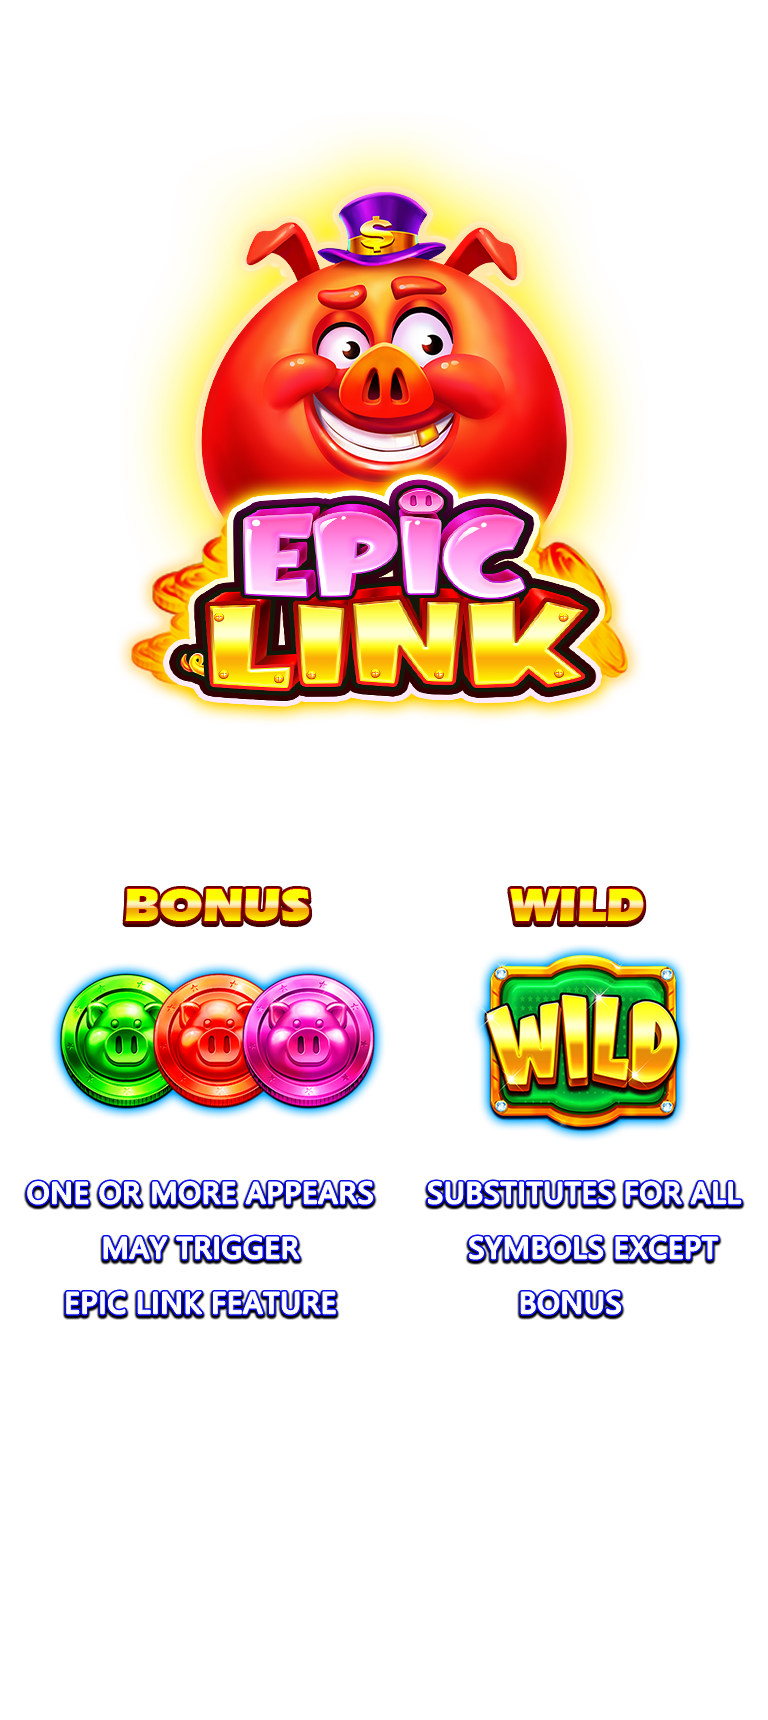 $
EPIC
LINK
BONUS
WILD
WILD
ONE OR MORE APPEARS
MAY TRIGGER
EPIC LINK FEATURE
SUBSTITUTES FOR ALL
SYMBOLS EXCEPT
BONUS